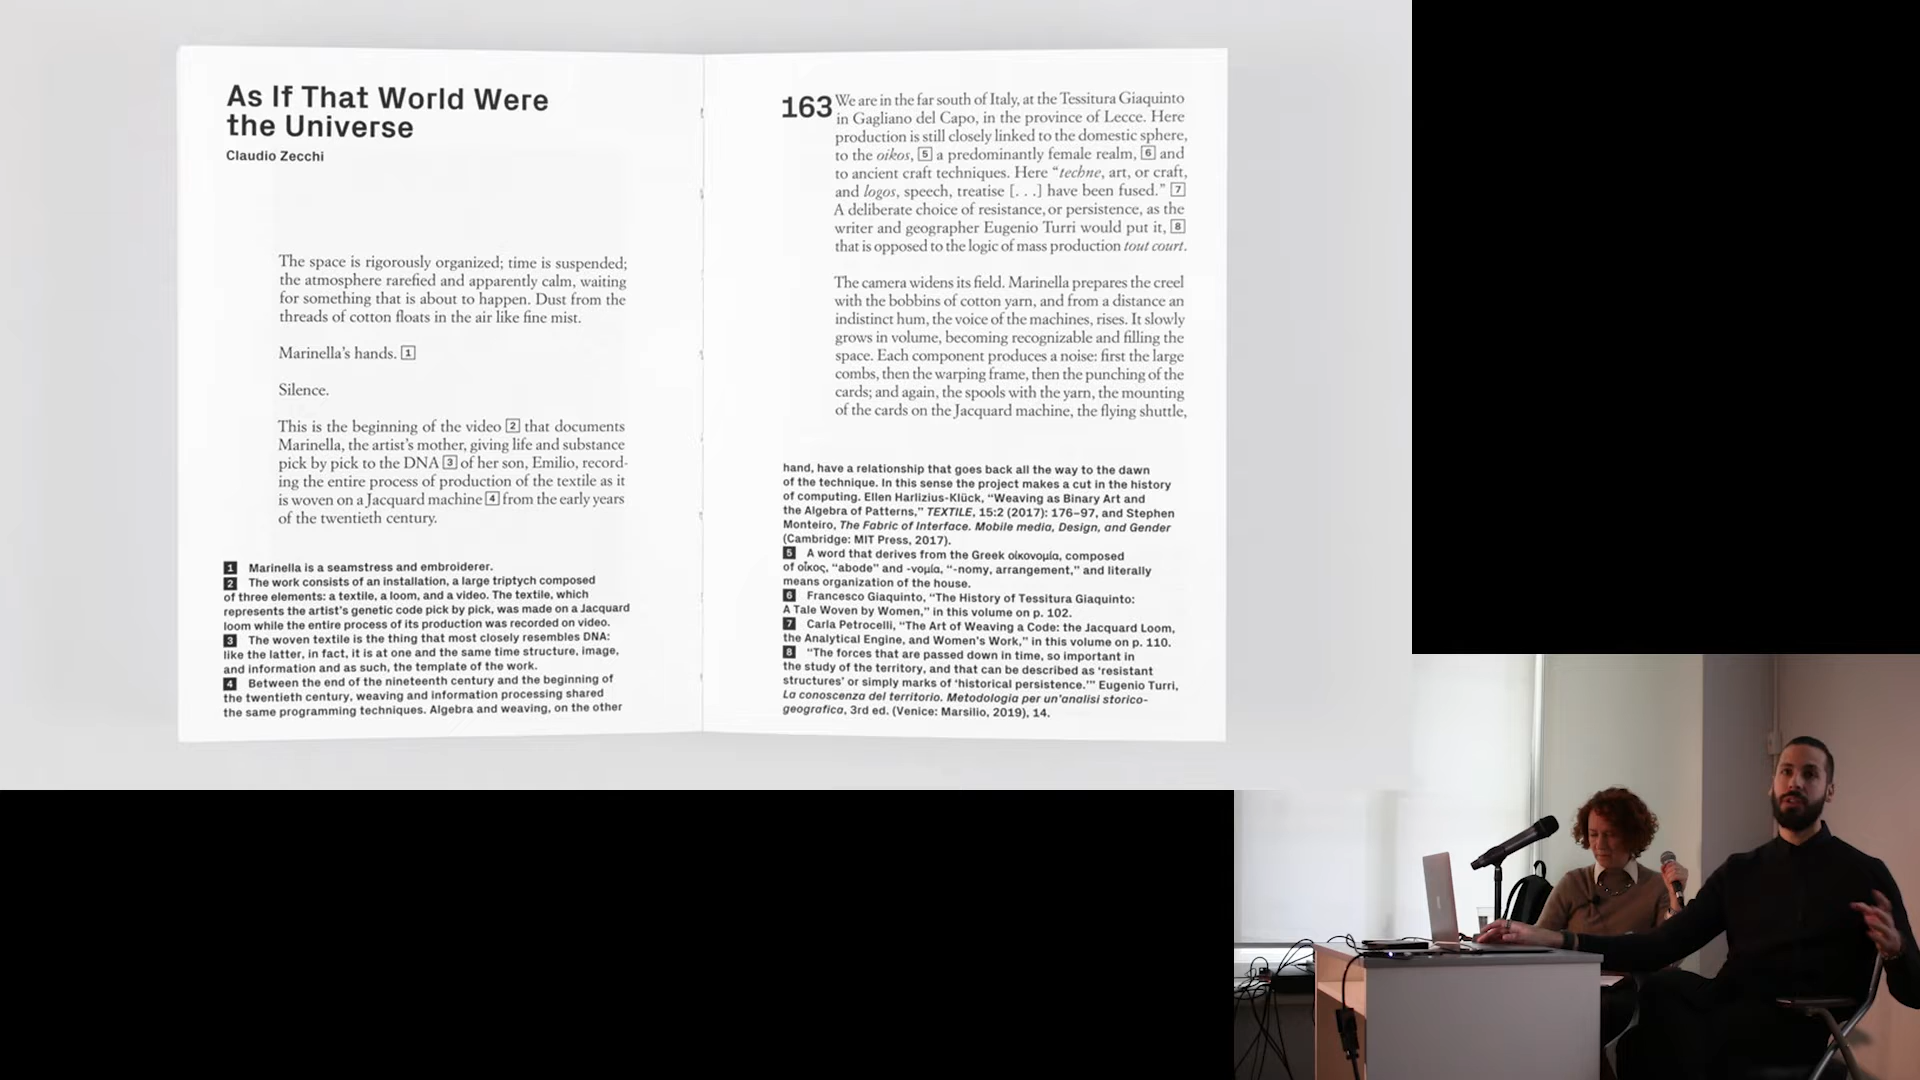 As If That World Were
the Universe
Claudio Zecchi
The space is rigorously organized; time is suspended;
the atmosphere rarefied and apparently calm, waiting
for something that is about to happen. Dust from the
threads of cotton floats in the air like fine mist.
Marinella's hands. 1
Silence.
This is the beginning of the video 2 that documents
Marinella, the artist's mother, giving life and substance
pick by pick to the DNA 3 of her son, Emilio, record-
ing the entire process of production of the textile as it
is woven on a Jacquard machine 4 from the early years
of the twentieth century.
1 Marinella is a seamstress and embroiderer.
2 The work consists of an installation, a large triptych composed
of three elements: a textile, a loom, and a video. The textile, which
represents the artist's genetic code pick by pick, was made on a Jacquard
loom while the entire process of its production was recorded on video.
3 The woven textile is the thing that most closely resembles DNA:
like the latter, in fact, it is at one and the same time structure, image,
and information and as such, the template of the work.
4 Between the end of the nineteenth century and the beginning of
the twentieth century, weaving and information processing shared
the same programming techniques. Algebra and weaving, on the other
163
We are in the far south of Italy, at the Tessitura Giaquinto
in Gagliano del Capo, in the province of Lecce. Here
production is still closely linked to the domestic sphere,
to the oikos, 5 a predominantly female realm, 6 and
to ancient craft techniques. Here "techne, art, or craft,
and logos, speech, treatise [. . .] have been fused." 7
A deliberate choice of resistance, or persistence, as the
writer and geographer Eugenio Turri would put it, 8
that is opposed to the logic of mass production tout court.
The camera widens its field. Marinella prepares the creel
with the bobbins of cotton yarn, and from a distance an
indistinct hum, the voice of the machines, rises. It slowly
grows in volume, becoming recognizable and filling the
space. Each component produces a noise: first the large
combs, then the warping frame, then the punching of the
cards; and again, the spools with the yarn, the mounting
of the cards on the Jacquard machine, the flying shuttle,
hand, have a relationship that goes back all the way to the dawn
of the technique. In this sense the project makes a cut in the history
of computing. Ellen Harlizius-Klück, "Weaving as Binary Art and
the Algebra of Patterns," TEXTILE, 15:2 (2017): 176–97, and Stephen
Monteiro, The Fabric of Interface. Mobile media, Design, and Gender
(Cambridge: MIT Press, 2017).
5 A word that derives from the Greek οἰκονομία, composed
of οἶκος, "abode" and -νομία, "-nomy, arrangement," and literally
means organization of the house.
6 Francesco Giaquinto, "The History of Tessitura Giaquinto:
A Tale Woven by Women," in this volume on p. 102.
7 Carla Petrocelli, "The Art of Weaving a Code: the Jacquard Loom,
the Analytical Engine, and Women's Work," in this volume on p. 110.
8 "The forces that are passed down in time, so important in
the study of the territory, and that can be described as 'resistant
structures' or simply marks of 'historical persistence.'" Eugenio Turri,
La conoscenza del territorio. Metodologia per un'analisi storico-
geografica, 3rd ed. (Venice: Marsilio, 2019), 14.